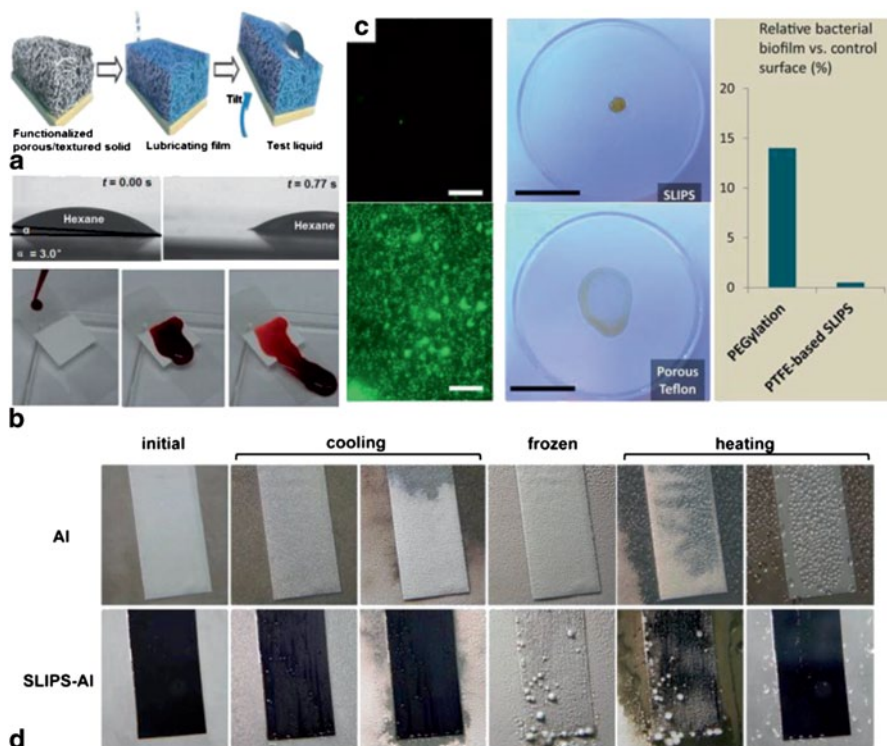 Functionalized
porous/textured solid
Lubricating film
Tilt
Test liquid
a
t = 0.00 s
Hexane
α
α = 3.0°
t = 0.77 s
Hexane
b
c
SLIPS
Porous
Teflon
Relative bacterial
biofilm vs. control
surface (%)
20
15
10
5
0
PEGylation
PTFE-based SLIPS
initial
cooling
frozen
heating
Al
SLIPS-Al
d